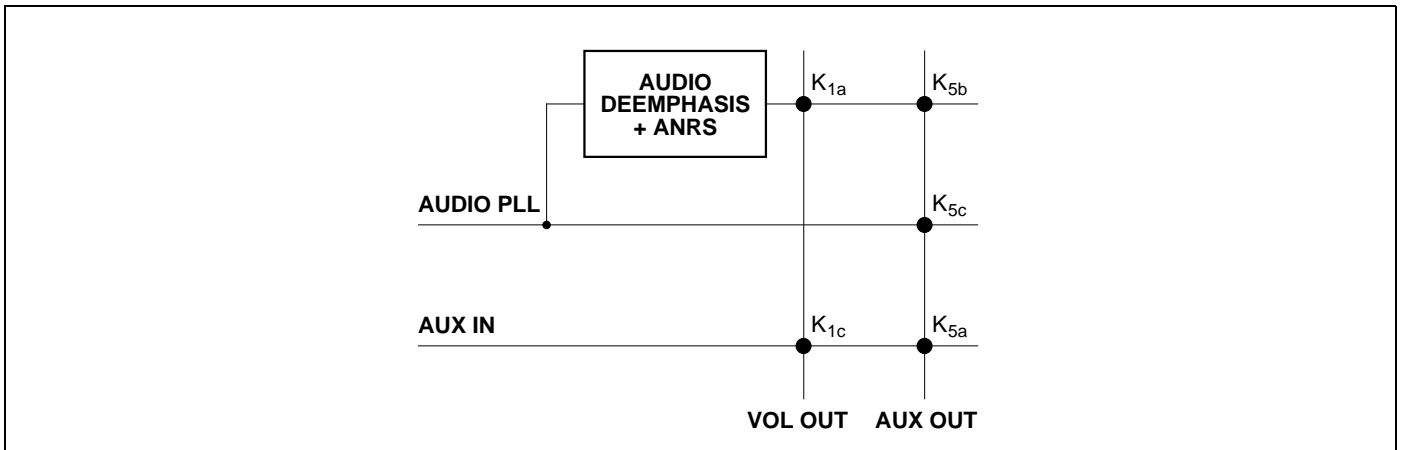 AUDIO
DEEMPHASIS
+ ANRS
K1a
K5b
AUDIO PLL
K5c
AUX IN
K1c
K5a
VOL OUT
AUX OUT